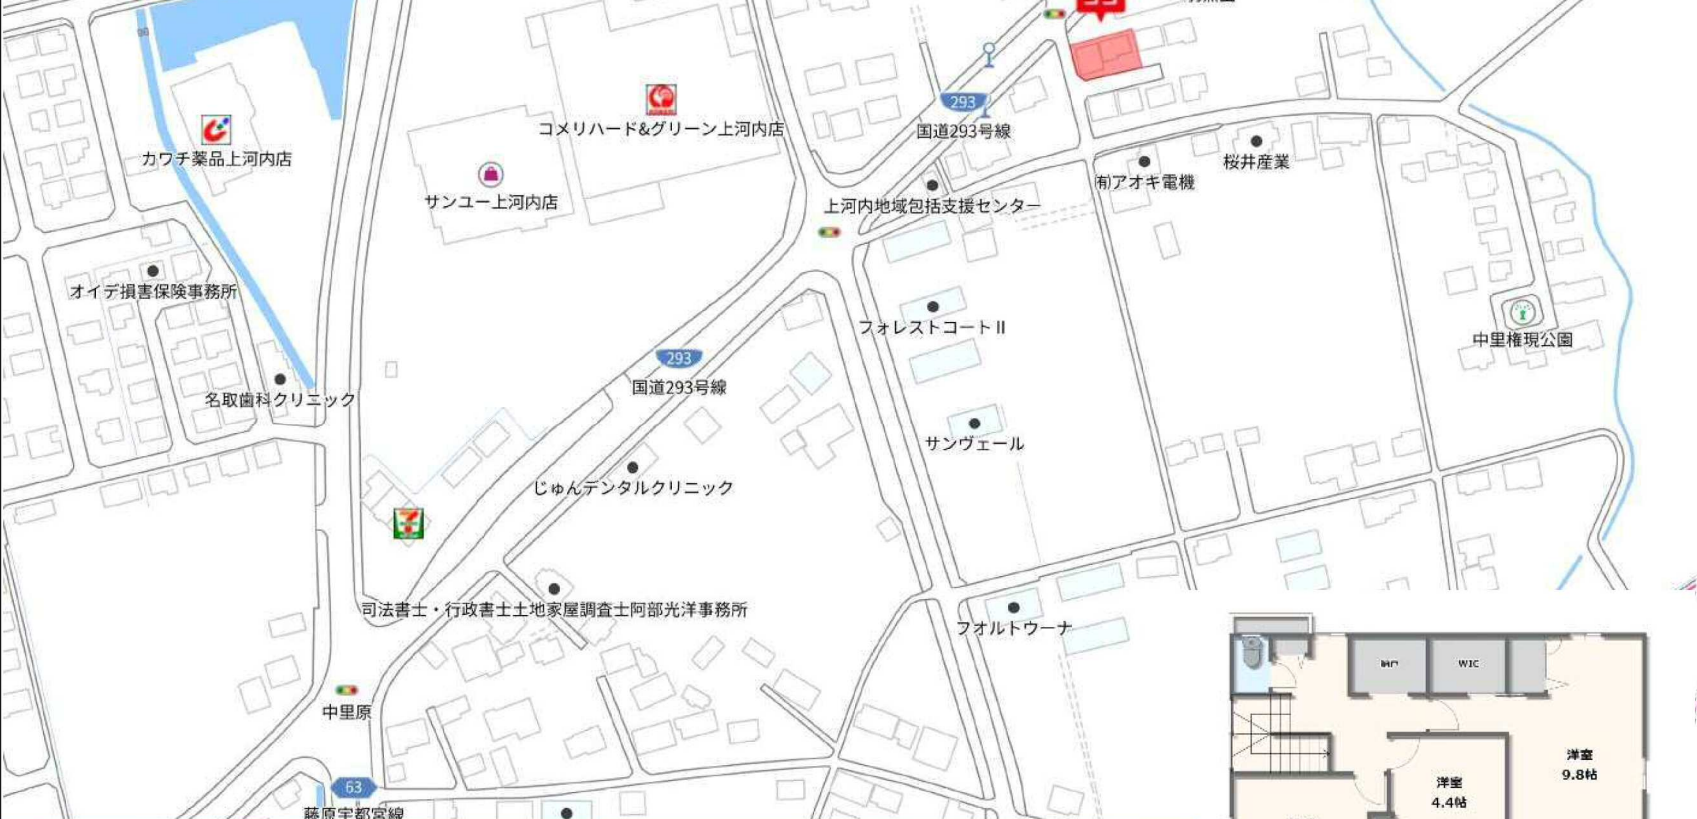 コメリハード&グリーン上河内店
カワチ薬品上河内店
サンユー上河内店
293
国道293号線
桜井産業
㈲アオキ電機
上河内地域包括支援センター
オイデ損害保険事務所
フォレストコートⅡ
中里権現公園
293
国道293号線
名取歯科クリニック
サンヴェール
じゅんデンタルクリニック
7
司法書士・行政書士土地家屋調査士阿部光洋事務所
フオルトウーナ
中里原
63
藤原宇都宮線
納戸
WIC
洋室
9.8帖
洋室
4.4帖